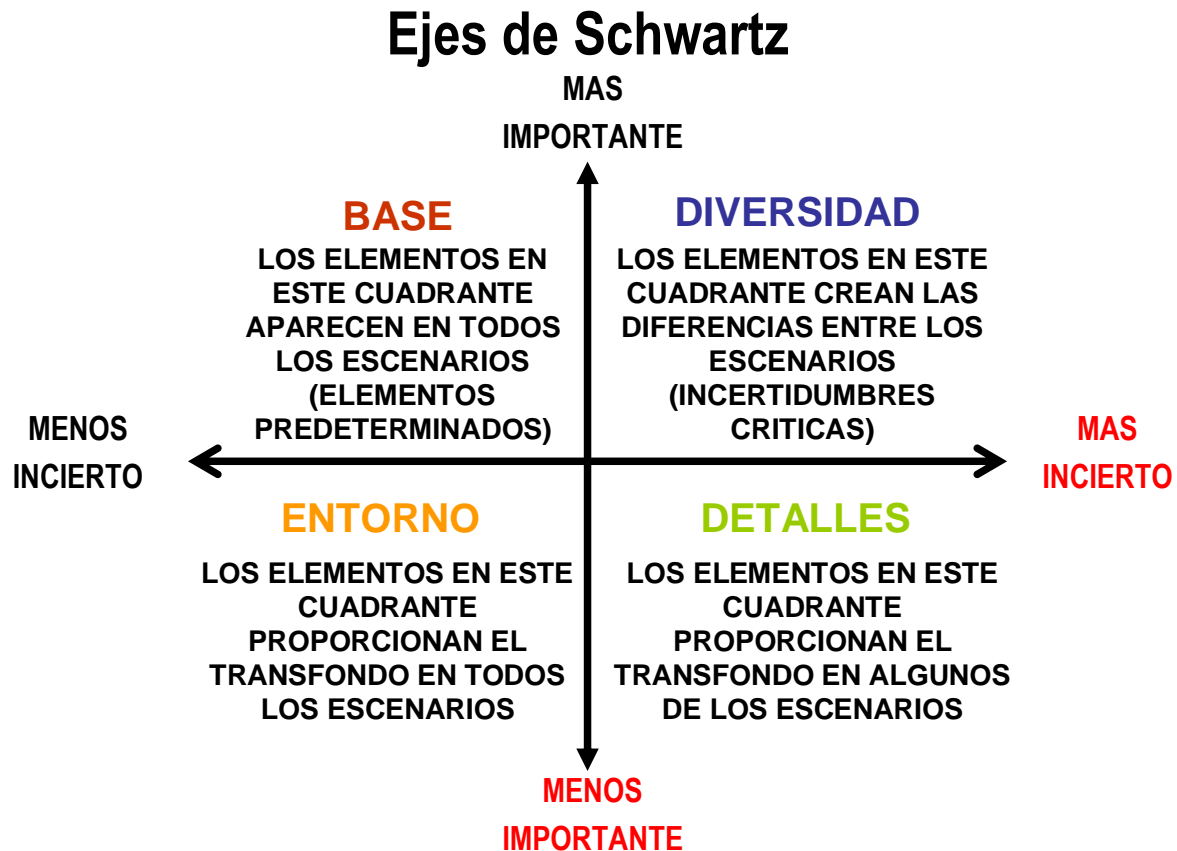 Ejes de Schwartz
MAS
IMPORTANTE
BASE
LOS ELEMENTOS EN
ESTE CUADRANTE
APARECEN EN TODOS
LOS ESCENARIOS
(ELEMENTOS
PREDETERMINADOS)
DIVERSIDAD
LOS ELEMENTOS EN ESTE
CUADRANTE CREAN LAS
DIFERENCIAS ENTRE LOS
ESCENARIOS
(INCERTIDUMBRES
CRITICAS)
MENOS
INCIERTO
MAS
INCIERTO
ENTORNO
LOS ELEMENTOS EN ESTE
CUADRANTE
PROPORCIONAN EL
TRANSFONDO EN TODOS
LOS ESCENARIOS
DETALLES
LOS ELEMENTOS EN ESTE
CUADRANTE
PROPORCIONAN EL
TRANSFONDO EN ALGUNOS
DE LOS ESCENARIOS
MENOS
IMPORTANTE